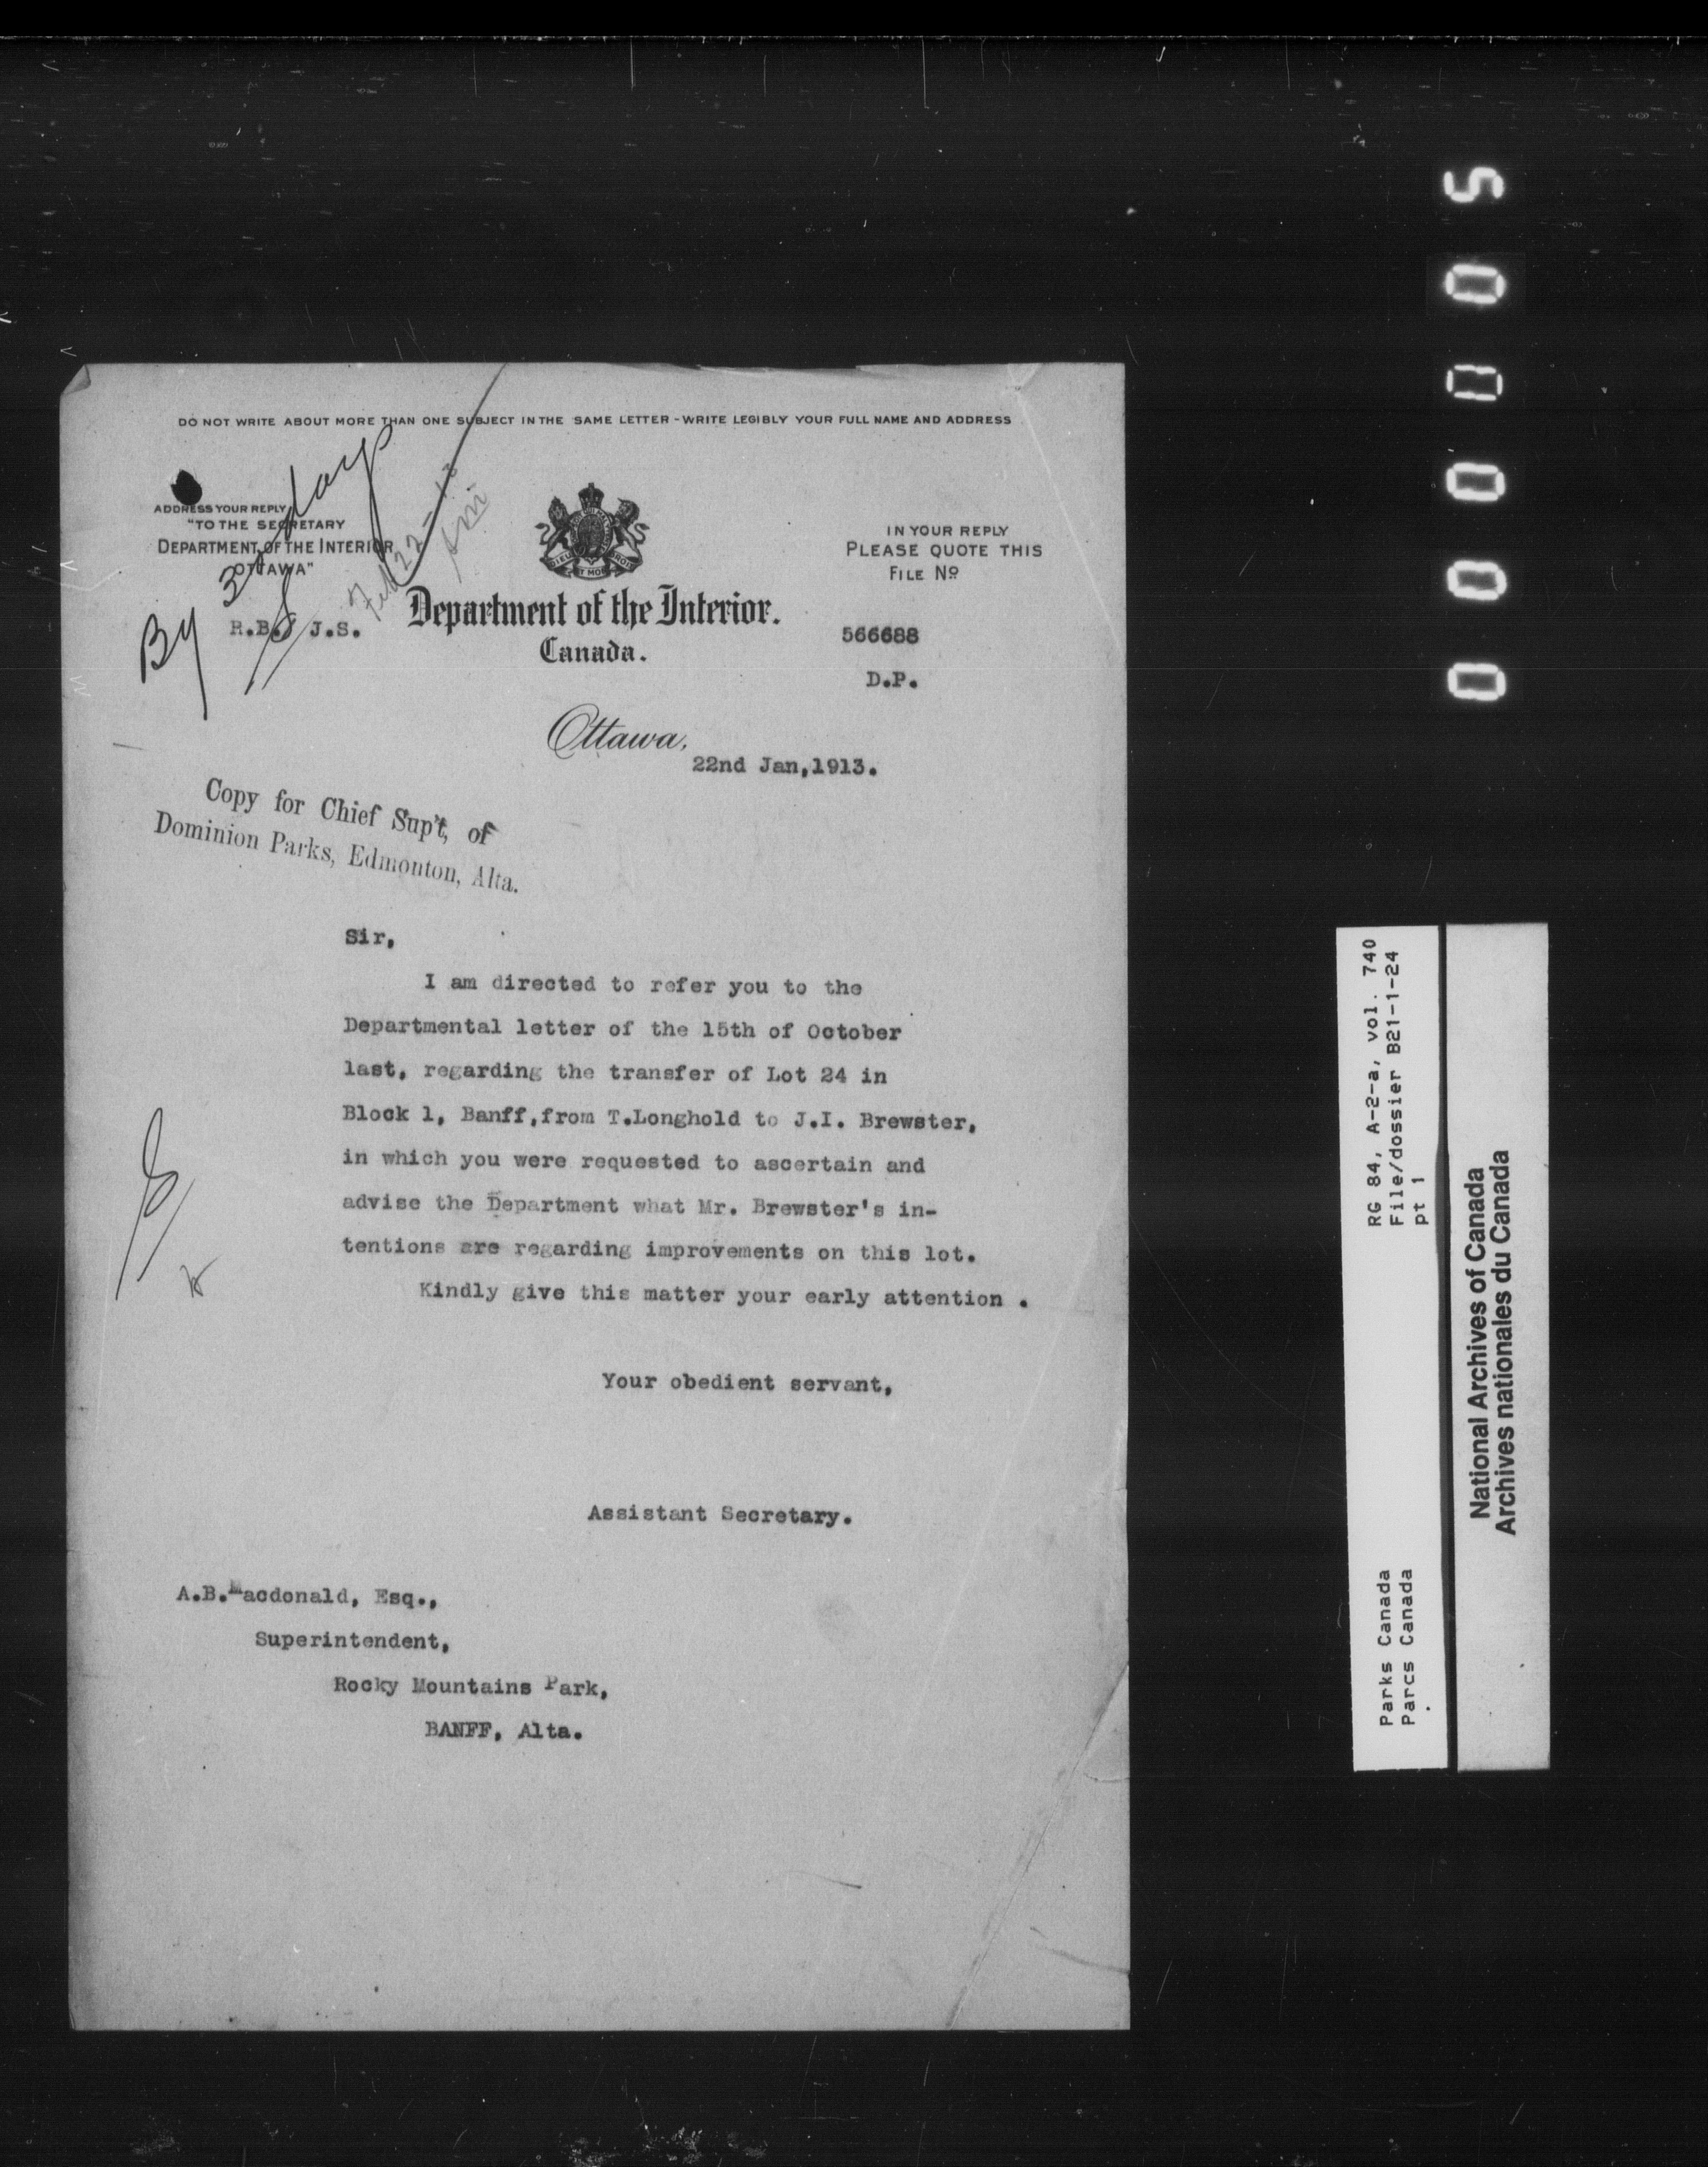 DO NOT WRITE ABOUT MORE THAN ONE SUBJECT IN THE SAME LETTER - WRITE LEGIBLY YOUR FULL NAME AND ADDRESS
ADDRESS YOUR REPLY
"TO THE SECRETARY
DEPARTMENT OF THE INTERIOR
OTTAWA"
By 30 days
Feb 22-13
R.B. J.S.
IN YOUR REPLY
PLEASE QUOTE THIS
FILE No
566688
D.P.
Department of the Interior.
Canada.
Ottawa,
22nd Jan,1913.
Copy for Chief Sup't, of
Dominion Parks, Edmonton, Alta.
Sir,
I am directed to refer you to the
Departmental letter of the 15th of October
last, regarding the transfer of Lot 24 in
Block 1, Banff,from T.Longhold to J.I. Brewster,
in which you were requested to ascertain and
advise the Department what Mr. Brewster's in-
tentions are regarding improvements on this lot.
Kindly give this matter your early attention .
Your obedient servant,
Assistant Secretary.
A.B.Macdonald, Esq.,
Superintendent,
Rocky Mountains Park,
BANFF, Alta.
000005
RG 84, A-2-a, vol. 740
File/dossier B21-1-24
pt 1
Parks Canada
Parcs Canada
National Archives of Canada
Archives nationales du Canada